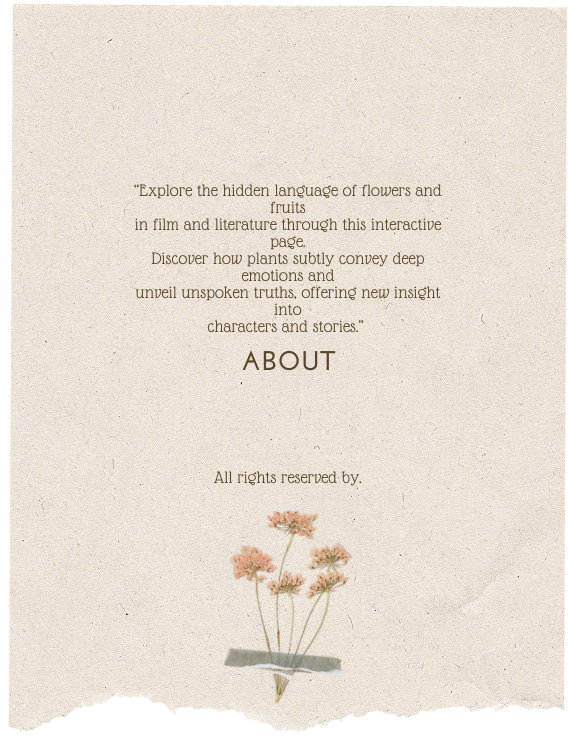 “Explore the hidden language of flowers and
fruits
in film and literature through this interactive
page.
Discover how plants subtly convey deep
emotions and
unveil unspoken truths, offering new insight
into
characters and stories.”
ABOUT
All rights reserved by.